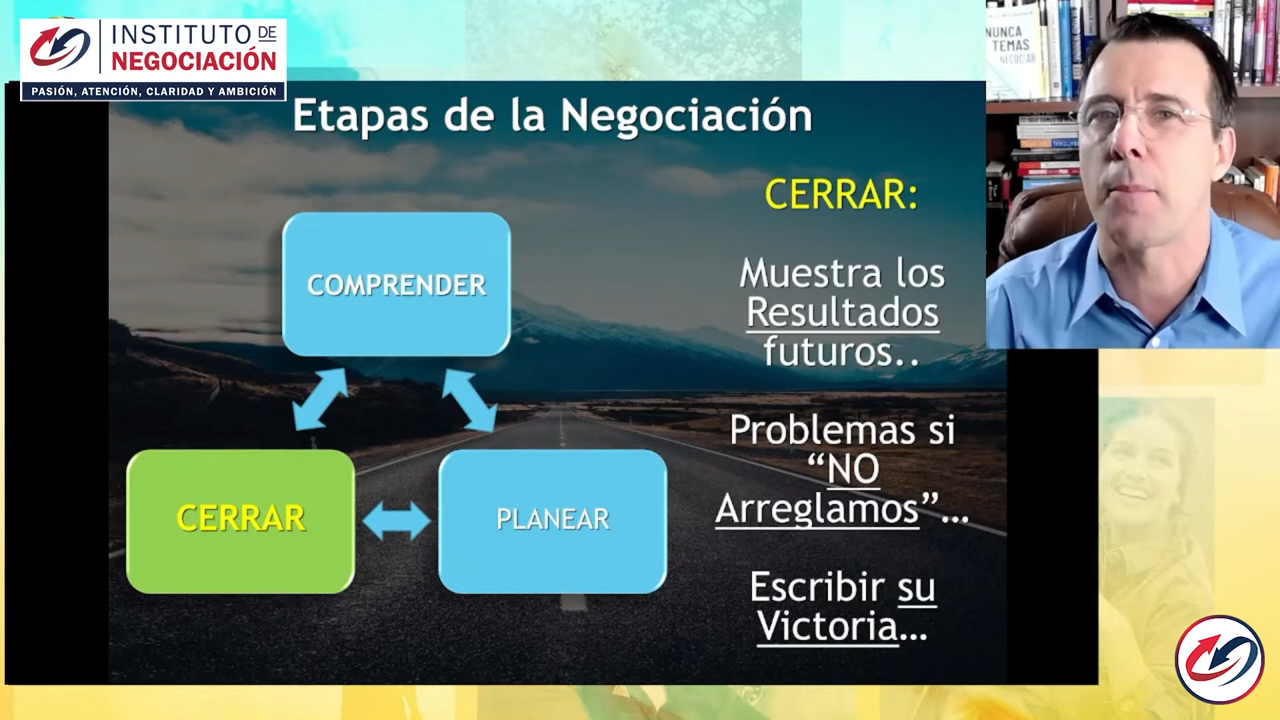 INSTITUTO DE
NEGOCIACIÓN
PASIÓN, ATENCIÓN, CLARIDAD Y AMBICIÓN
NUNCA
TEMAS
NEGOCIAR
Etapas de la Negociación
CERRAR:
Muestra los
Resultados
futuros..
COMPRENDER
Problemas si
“NO
Arreglamos”...
CERRAR
PLANEAR
Escribir su
Victoria...